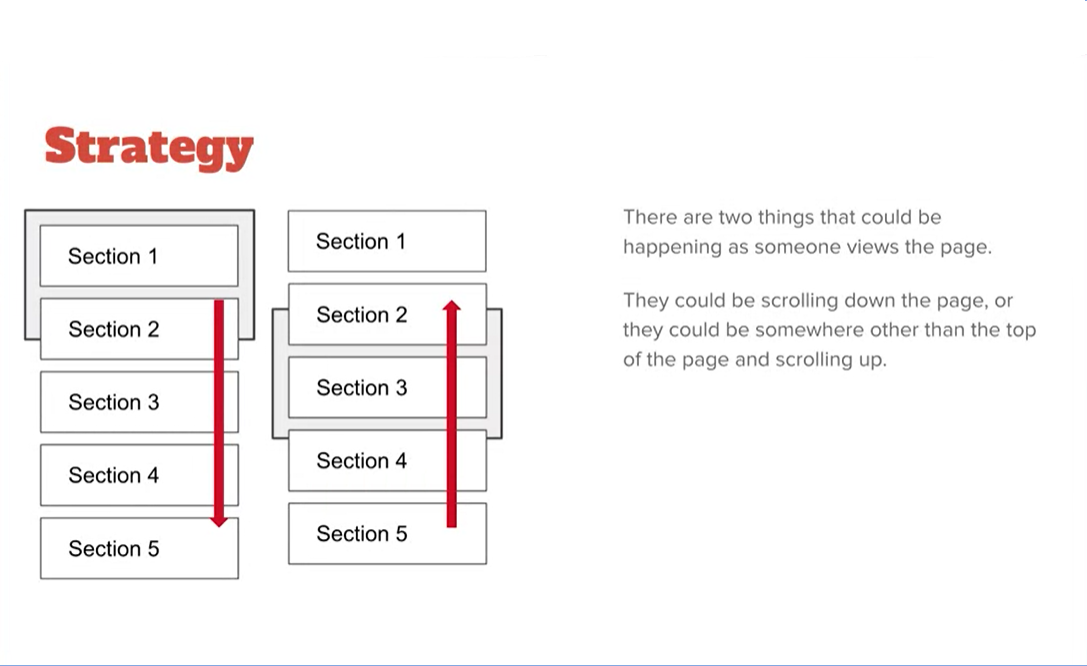 Strategy
Section 1
Section 2
Section 3
Section 4
Section 5
Section 1
Section 2
Section 3
Section 4
Section 5
There are two things that could be
happening as someone views the page.
They could be scrolling down the page, or
they could be somewhere other than the top
of the page and scrolling up.